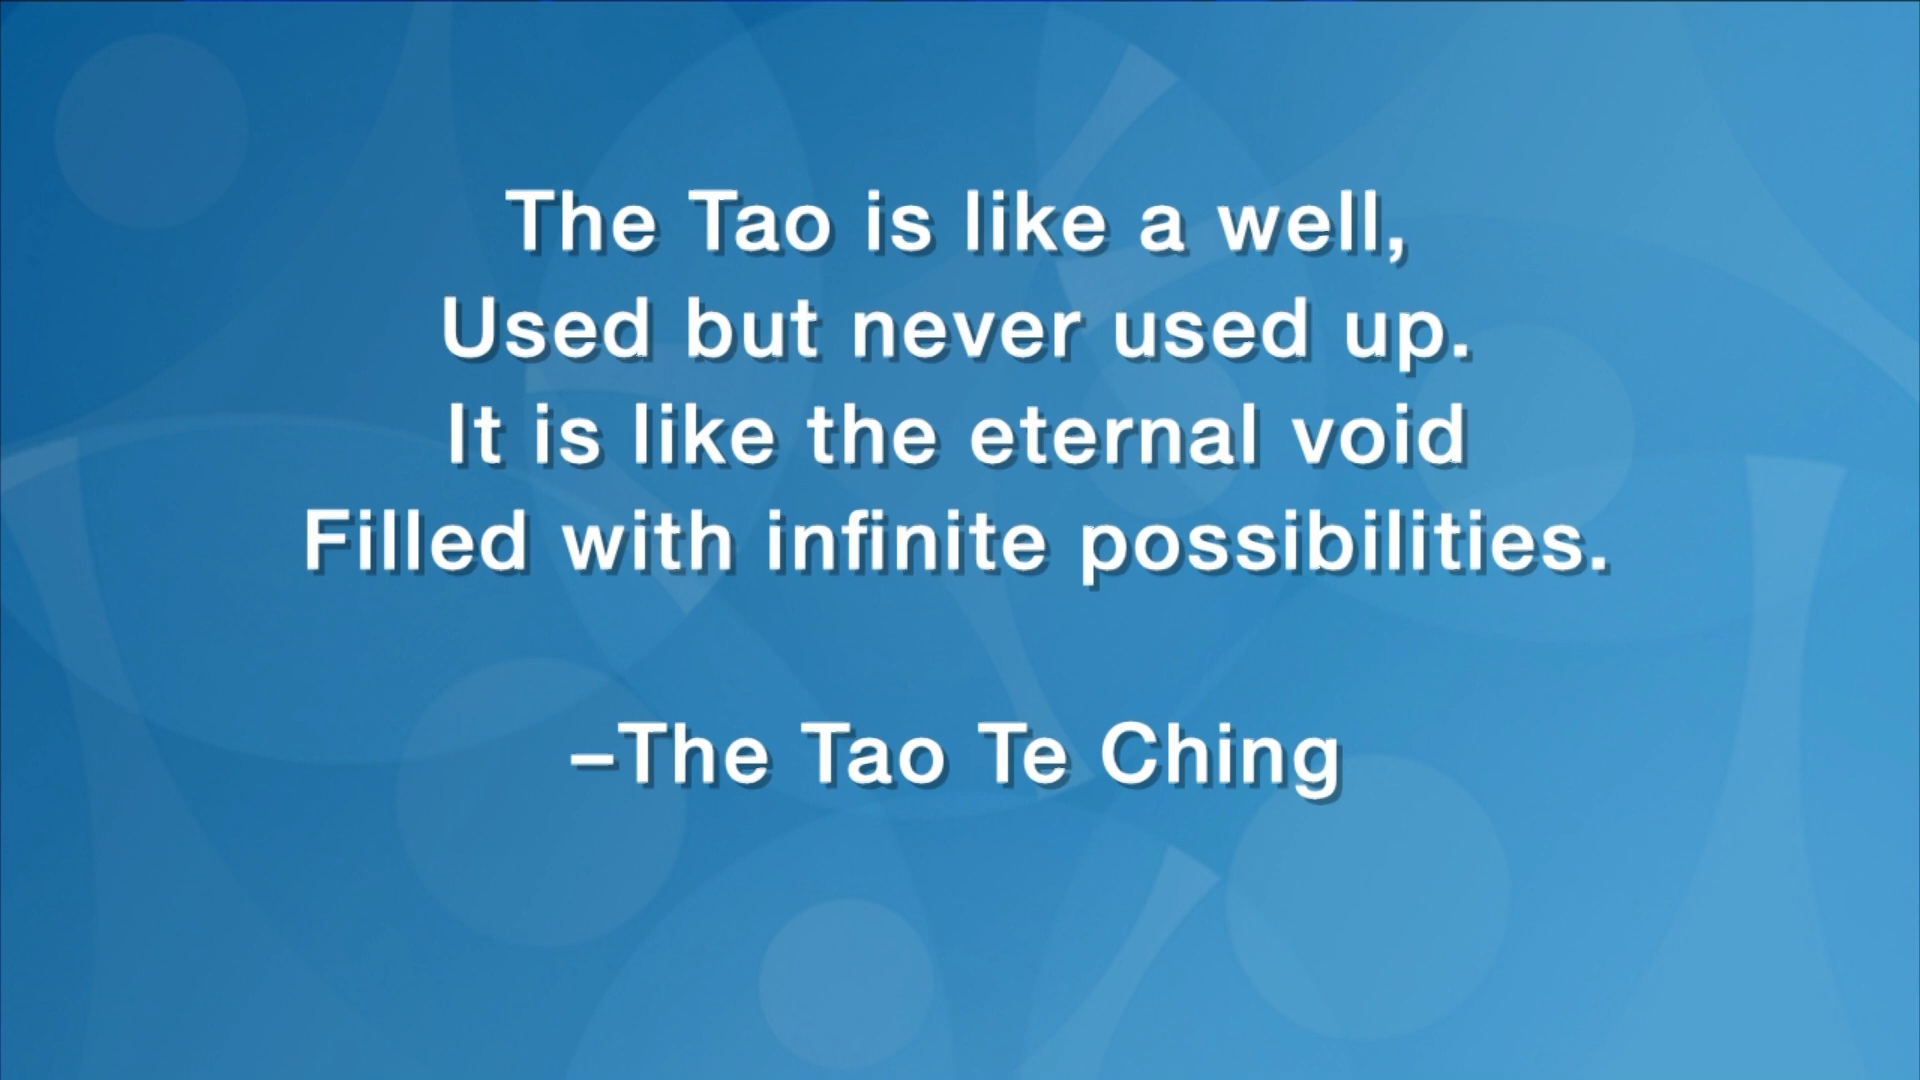 The Tao is like a well,
Used but never used up.
It is like the eternal void
Filled with infinite possibilities.
–The Tao Te Ching